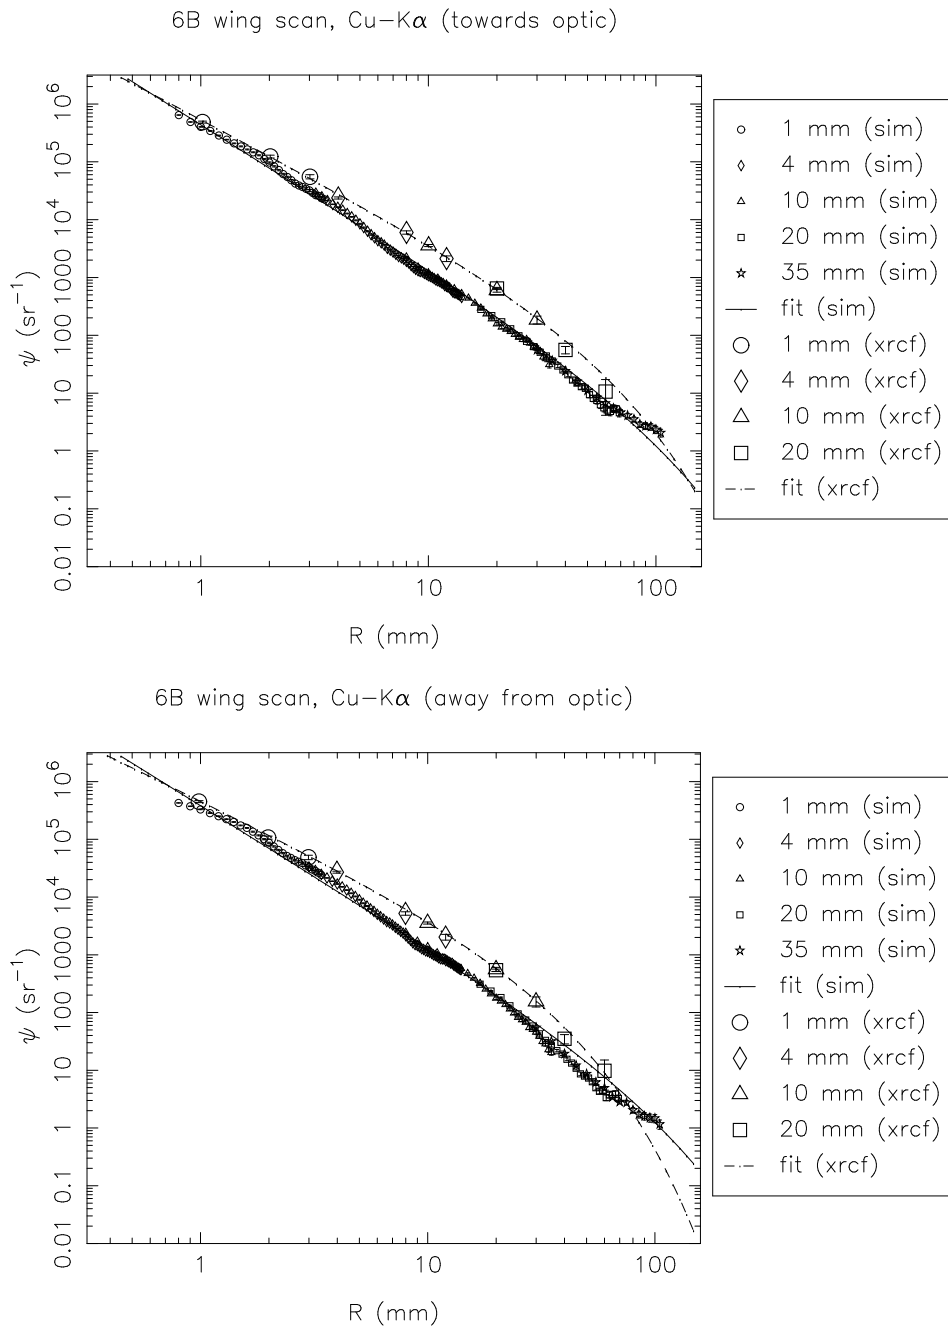 6B wing scan, Cu−Kα (towards optic)
10⁶
10⁵
10⁴
1000
100
10
1
0.1
0.01
ψ (sr⁻¹)
1 10 100
R (mm)
1 mm (sim)
4 mm (sim)
10 mm (sim)
20 mm (sim)
35 mm (sim)
fit (sim)
1 mm (xrcf)
4 mm (xrcf)
10 mm (xrcf)
20 mm (xrcf)
fit (xrcf)
6B wing scan, Cu−Kα (away from optic)
10⁶
10⁵
10⁴
1000
100
10
1
0.1
0.01
ψ (sr⁻¹)
1 10 100
R (mm)
1 mm (sim)
4 mm (sim)
10 mm (sim)
20 mm (sim)
35 mm (sim)
fit (sim)
1 mm (xrcf)
4 mm (xrcf)
10 mm (xrcf)
20 mm (xrcf)
fit (xrcf)